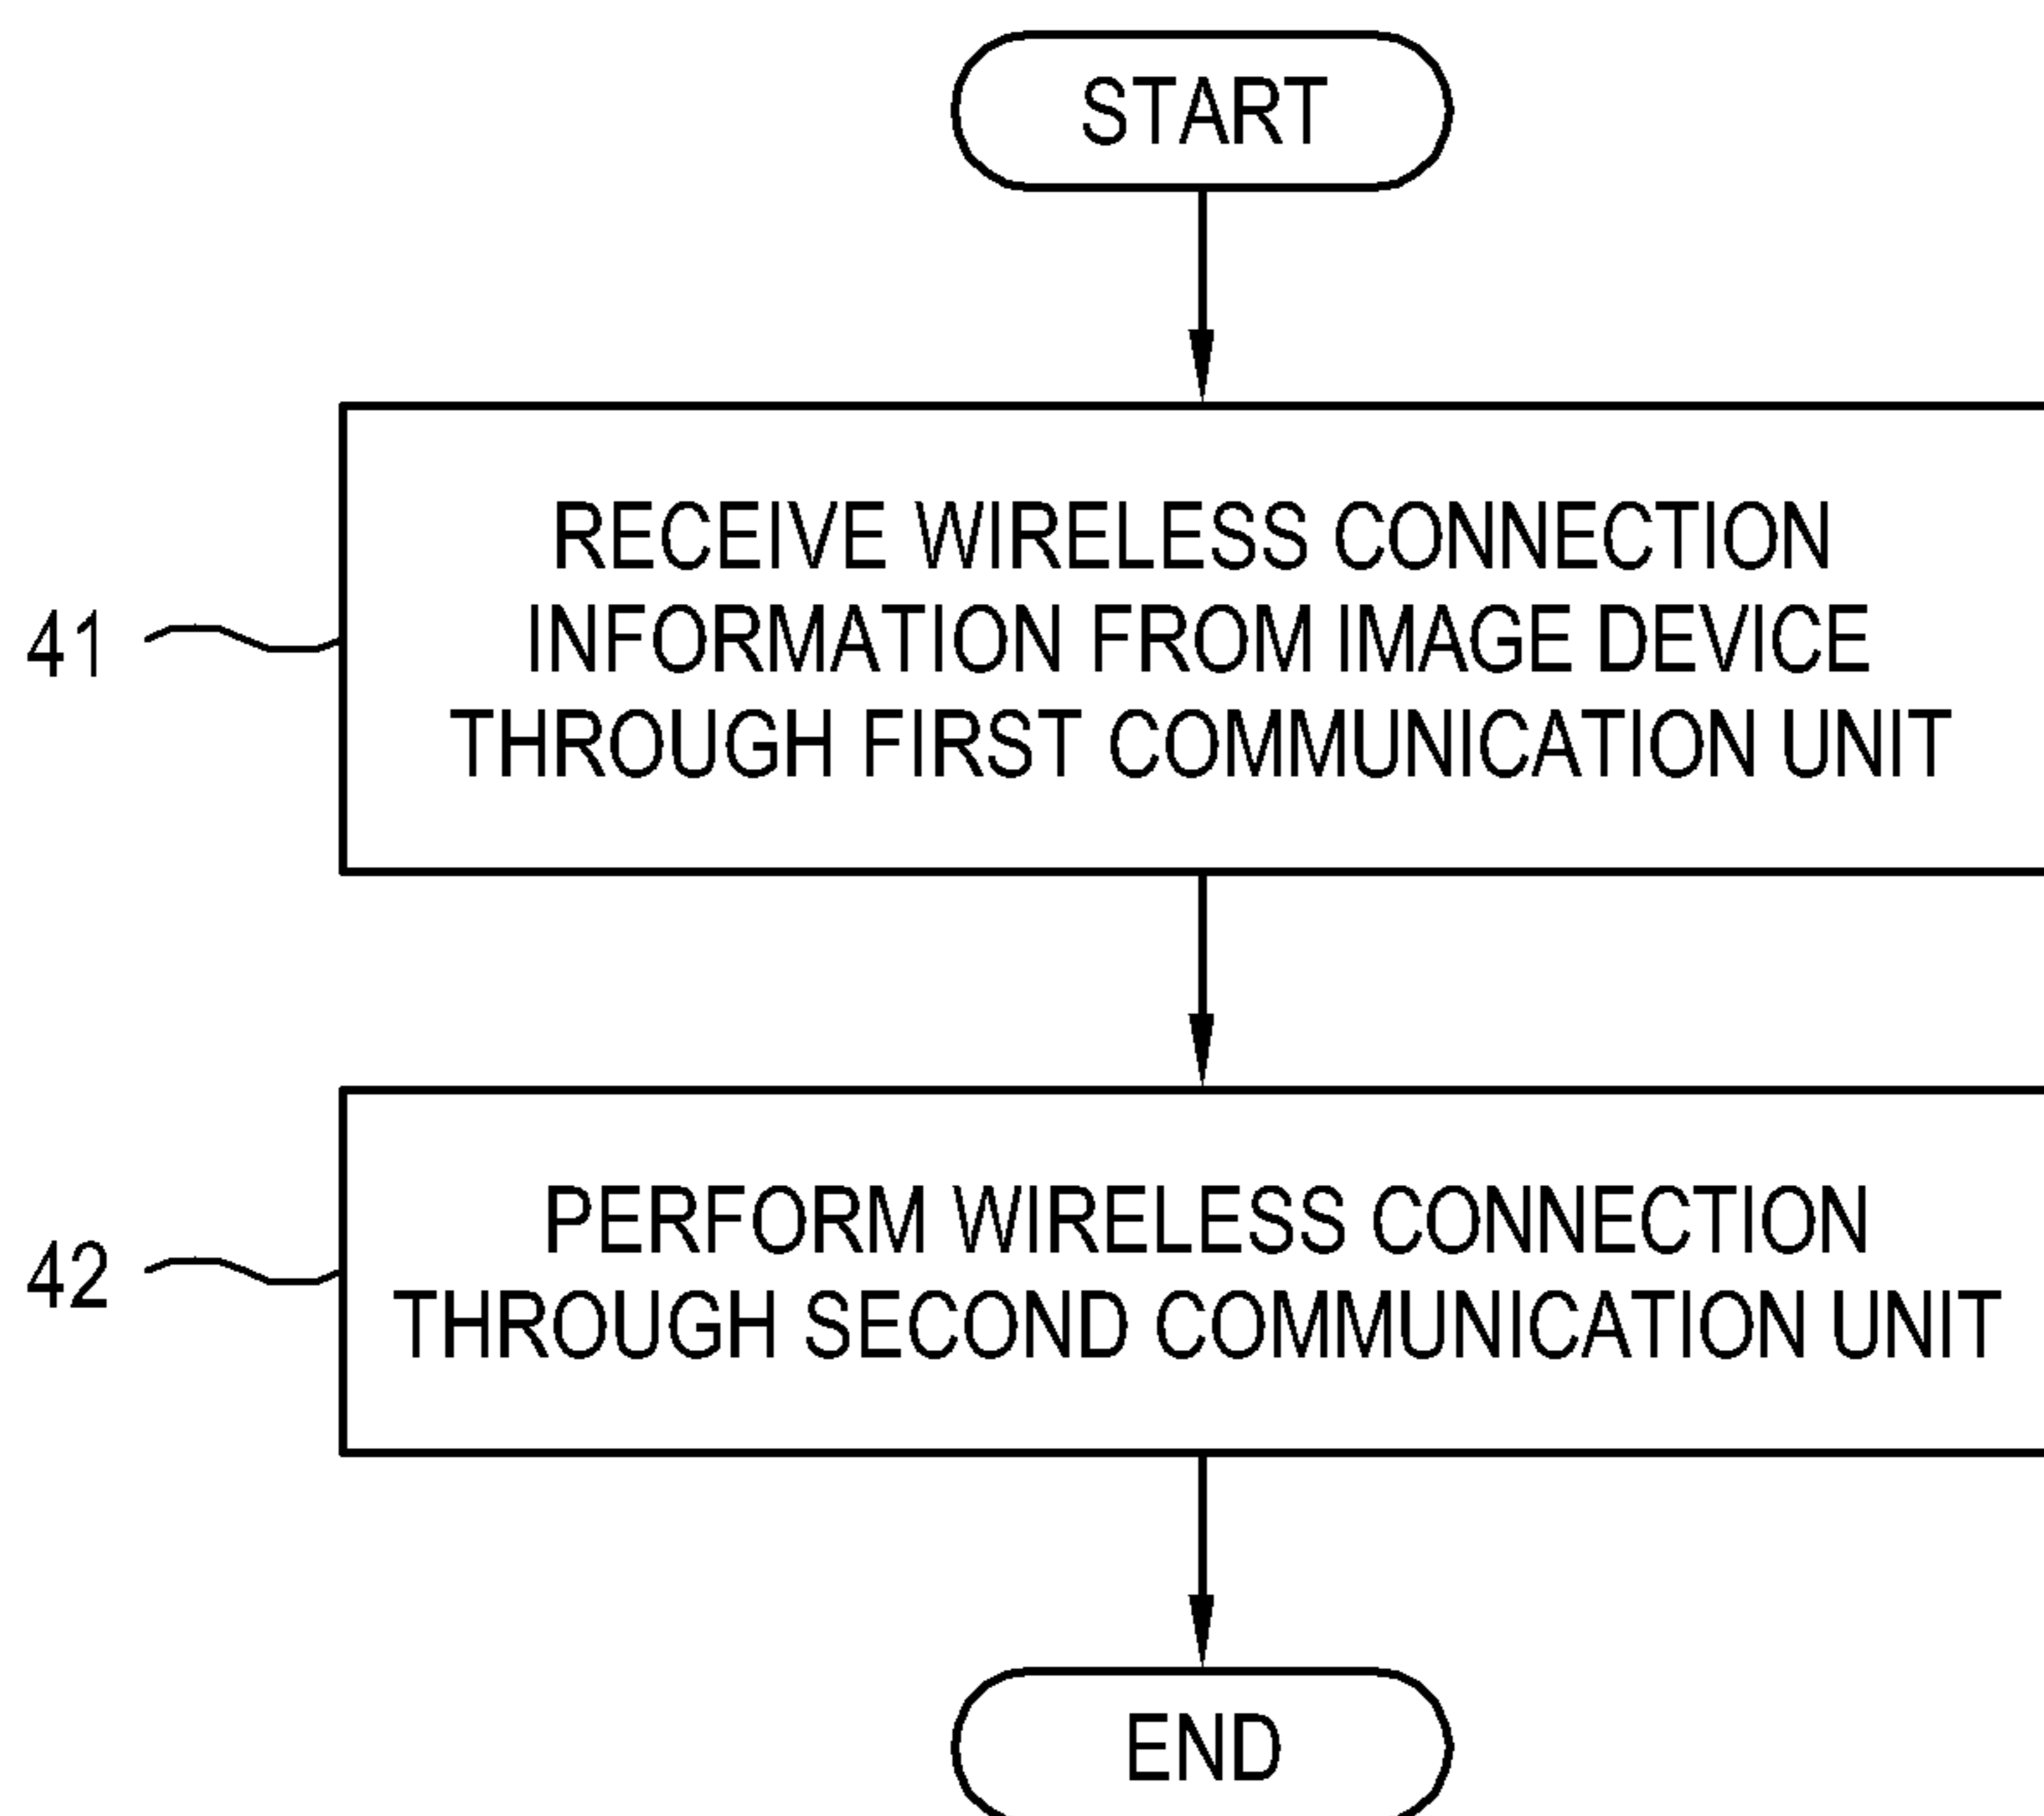 START
RECEIVE WIRELESS CONNECTION
INFORMATION FROM IMAGE DEVICE
THROUGH FIRST COMMUNICATION UNIT
41
PERFORM WIRELESS CONNECTION
THROUGH SECOND COMMUNICATION UNIT
42
END